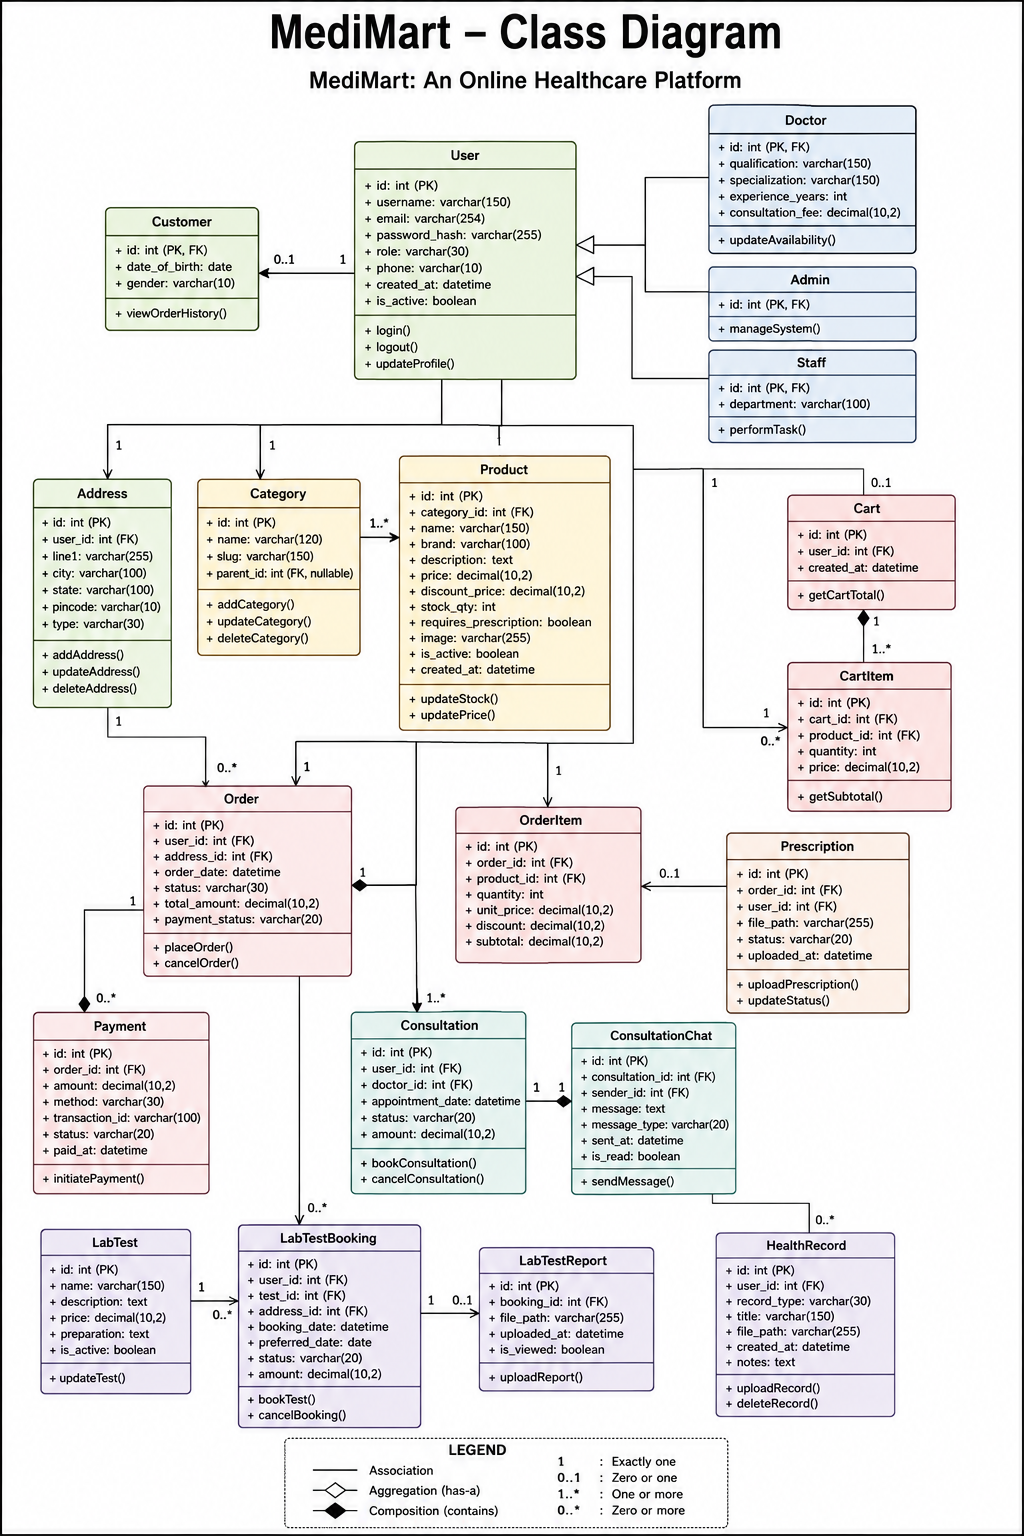 MediMart – Class Diagram
MediMart: An Online Healthcare Platform
Doctor
+ id: int (PK, FK)
+ qualification: varchar(150)
+ specialization: varchar(150)
+ experience_years: int
+ consultation_fee: decimal(10,2)
+ updateAvailability()
User
+ id: int (PK)
+ username: varchar(150)
+ email: varchar(254)
+ password_hash: varchar(255)
+ role: varchar(30)
+ phone: varchar(10)
+ created_at: datetime
+ is_active: boolean
+ login()
+ logout()
+ updateProfile()
Customer
+ id: int (PK, FK)
+ date_of_birth: date
+ gender: varchar(10)
+ viewOrderHistory()
0..1
1
Admin
+ id: int (PK, FK)
+ manageSystem()
Staff
+ id: int (PK, FK)
+ department: varchar(100)
+ performTask()
1
1
Address
+ id: int (PK)
+ user_id: int (FK)
+ line1: varchar(255)
+ city: varchar(100)
+ state: varchar(100)
+ pincode: varchar(10)
+ type: varchar(30)
+ addAddress()
+ updateAddress()
+ deleteAddress()
Category
+ id: int (PK)
+ name: varchar(120)
+ slug: varchar(150)
+ parent_id: int (FK, nullable)
+ addCategory()
+ updateCategory()
+ deleteCategory()
1..*
Product
+ id: int (PK)
+ category_id: int (FK)
+ name: varchar(150)
+ brand: varchar(100)
+ description: text
+ price: decimal(10,2)
+ discount_price: decimal(10,2)
+ stock_qty: int
+ requires_prescription: boolean
+ image: varchar(255)
+ is_active: boolean
+ created_at: datetime
+ updateStock()
+ updatePrice()
1
0..1
Cart
+ id: int (PK)
+ user_id: int (FK)
+ created_at: datetime
+ getCartTotal()
1
1..*
CartItem
+ id: int (PK)
+ cart_id: int (FK)
+ product_id: int (FK)
+ quantity: int
+ price: decimal(10,2)
+ getSubtotal()
1
0..*
1
0..*
1
1
Order
+ id: int (PK)
+ user_id: int (FK)
+ address_id: int (FK)
+ order_date: datetime
+ status: varchar(30)
+ total_amount: decimal(10,2)
+ payment_status: varchar(20)
+ placeOrder()
+ cancelOrder()
1
1
OrderItem
+ id: int (PK)
+ order_id: int (FK)
+ product_id: int (FK)
+ quantity: int
+ unit_price: decimal(10,2)
+ discount: decimal(10,2)
+ subtotal: decimal(10,2)
0..1
Prescription
+ id: int (PK)
+ order_id: int (FK)
+ user_id: int (FK)
+ file_path: varchar(255)
+ status: varchar(20)
+ uploaded_at: datetime
+ uploadPrescription()
+ updateStatus()
0..*
1..*
Payment
+ id: int (PK)
+ order_id: int (FK)
+ amount: decimal(10,2)
+ method: varchar(30)
+ transaction_id: varchar(100)
+ status: varchar(20)
+ paid_at: datetime
+ initiatePayment()
Consultation
+ id: int (PK)
+ user_id: int (FK)
+ doctor_id: int (FK)
+ appointment_date: datetime
+ status: varchar(20)
+ amount: decimal(10,2)
+ bookConsultation()
+ cancelConsultation()
1
1
ConsultationChat
+ id: int (PK)
+ consultation_id: int (FK)
+ sender_id: int (FK)
+ message: text
+ message_type: varchar(20)
+ sent_at: datetime
+ is_read: boolean
+ sendMessage()
0..*
0..*
LabTest
+ id: int (PK)
+ name: varchar(150)
+ description: text
+ price: decimal(10,2)
+ preparation: text
+ is_active: boolean
+ updateTest()
1
0..*
LabTestBooking
+ id: int (PK)
+ user_id: int (FK)
+ test_id: int (FK)
+ address_id: int (FK)
+ booking_date: datetime
+ preferred_date: date
+ status: varchar(20)
+ amount: decimal(10,2)
+ bookTest()
+ cancelBooking()
1
0..1
LabTestReport
+ id: int (PK)
+ booking_id: int (FK)
+ file_path: varchar(255)
+ uploaded_at: datetime
+ is_viewed: boolean
+ uploadReport()
HealthRecord
+ id: int (PK)
+ user_id: int (FK)
+ record_type: varchar(30)
+ title: varchar(150)
+ file_path: varchar(255)
+ created_at: datetime
+ notes: text
+ uploadRecord()
+ deleteRecord()
LEGEND
Association
Aggregation (has-a)
Composition (contains)
1 : Exactly one
0..1 : Zero or one
1..* : One or more
0..* : Zero or more